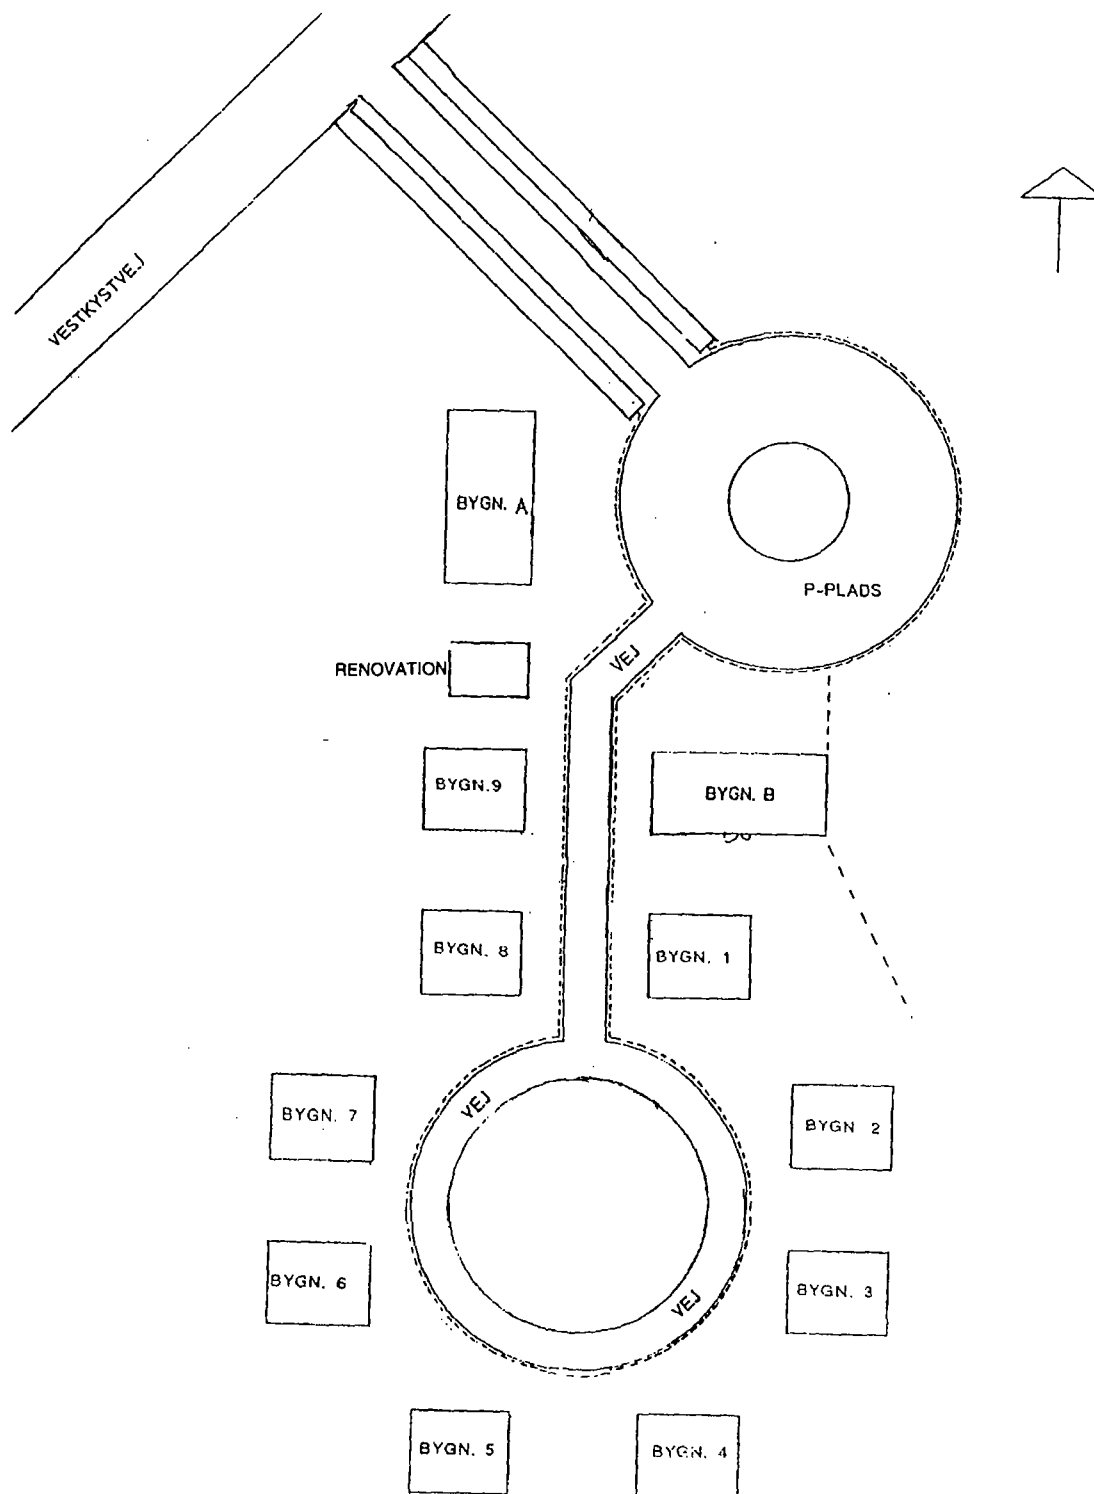 VESTKYSTVEJ
BYGN. A
P-PLADS
VEJ
RENOVATION
BYGN.9
BYGN. B
BYGN. 8
BYGN. 1
VEJ
BYGN. 7
BYGN 2
BYGN. 6
BYGN. 3
VEJ
BYGN. 5
BYGN. 4